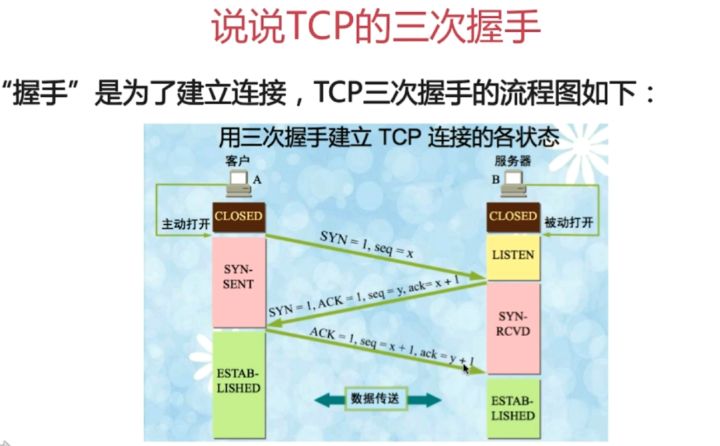 说说TCP的三次握手
“握手”是为了建立连接，TCP三次握手的流程图如下：
用三次握手建立 TCP 连接的各状态
客户
服务器
A
B
CLOSED
CLOSED
主动打开
被动打开
SYN = 1, seq = x
LISTEN
SYN-
SENT
SYN = 1, ACK = 1, seq = y, ack= x + 1
SYN-
RCVD
ACK = 1, seq = x + 1, ack = y + 1
ESTAB-
LISHED
数据传送
ESTAB-
LISHED